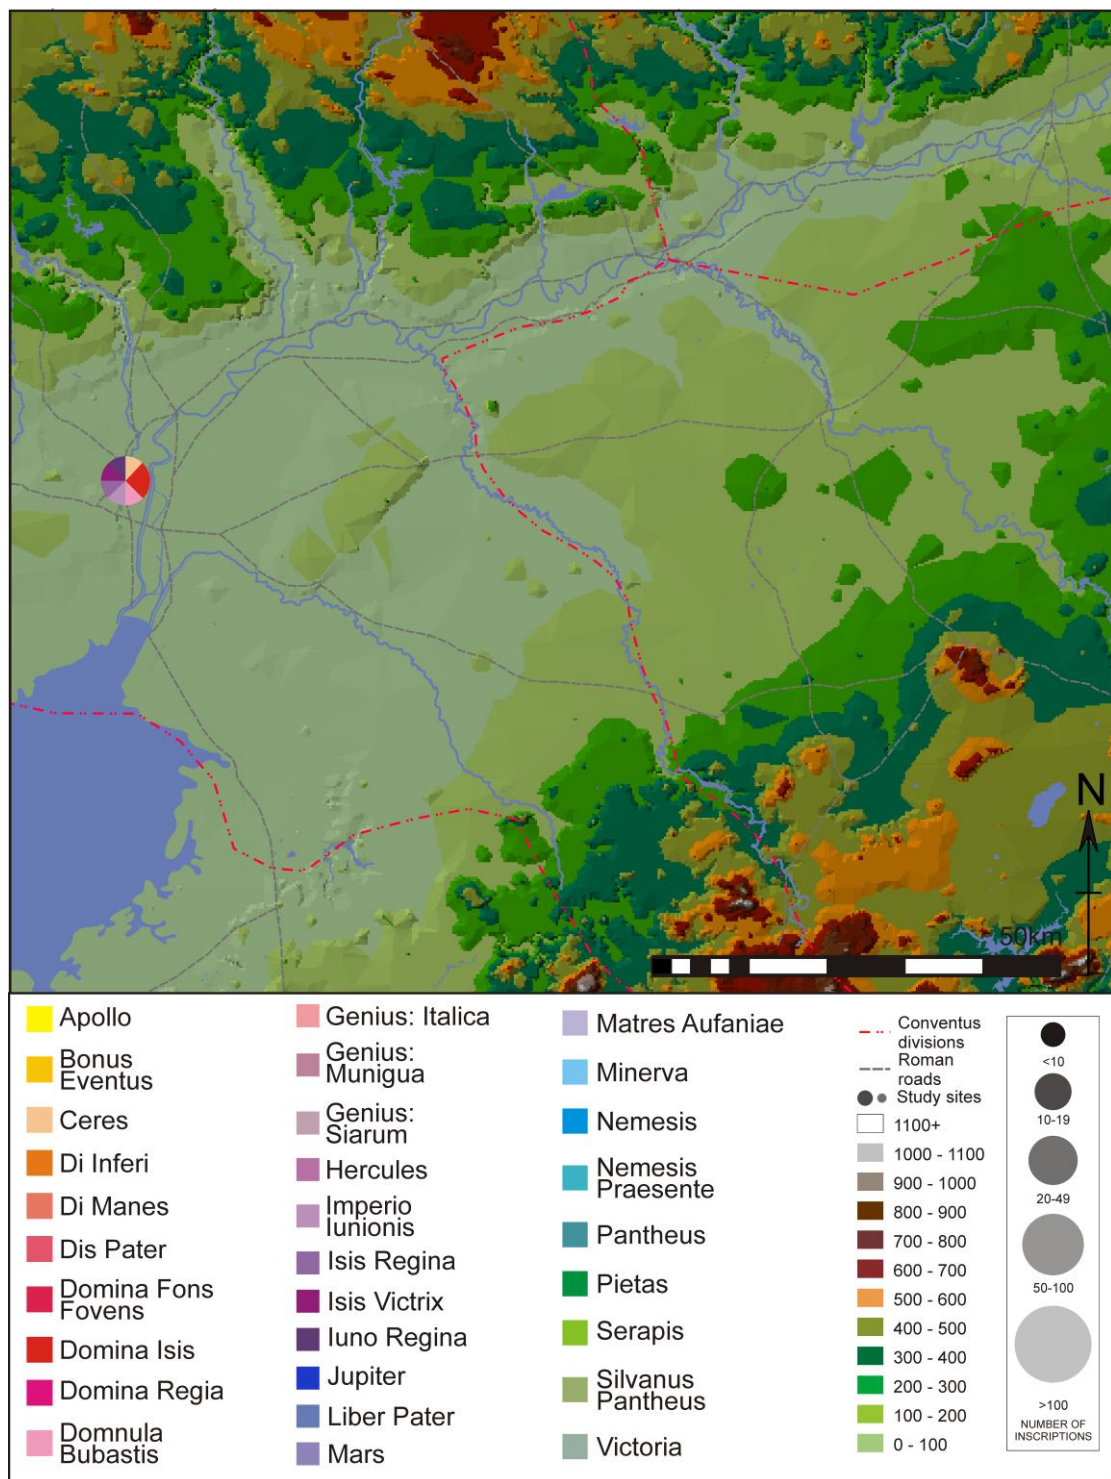 N
50km
Apollo
Bonus
Eventus
Ceres
Di Inferi
Di Manes
Dis Pater
Domina Fons
Fovens
Domina Isis
Domina Regia
Domnula
Bubastis
Genius: Italica
Genius:
Munigua
Genius:
Siarum
Hercules
Imperio
Iunionis
Isis Regina
Isis Victrix
Iuno Regina
Jupiter
Liber Pater
Mars
Matres Aufaniae
Minerva
Nemesis
Nemesis
Praesente
Pantheus
Pietas
Serapis
Silvanus
Pantheus
Victoria
Conventus
divisions
Roman
roads
Study sites
1100+
1000 - 1100
900 - 1000
800 - 900
700 - 800
600 - 700
500 - 600
400 - 500
300 - 400
200 - 300
100 - 200
0 - 100
<10
10-19
20-49
50-100
>100
NUMBER OF
INSCRIPTIONS